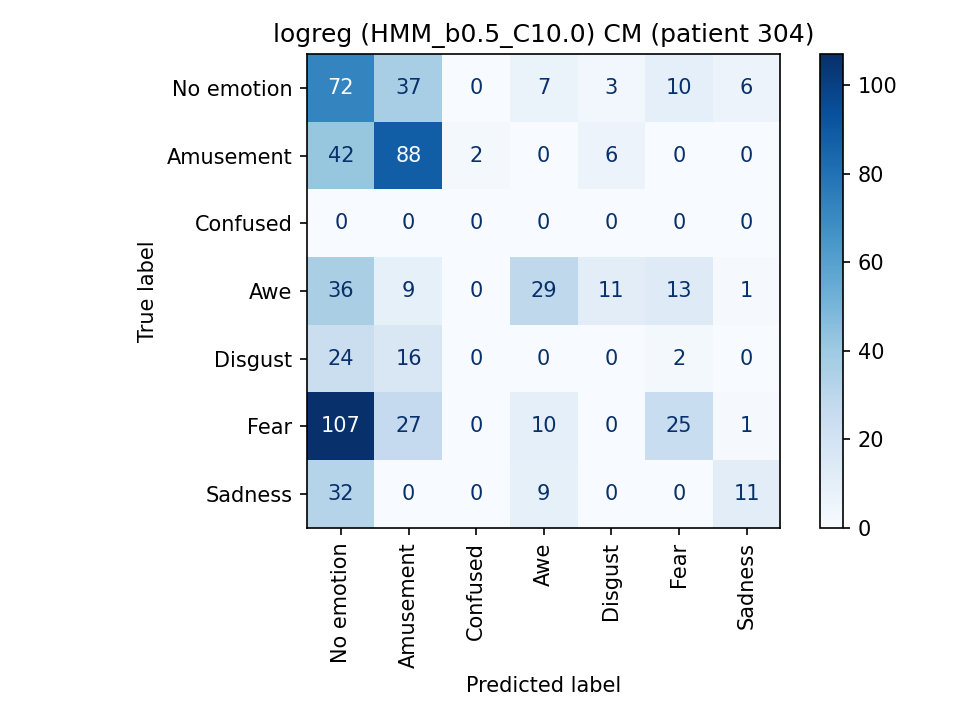 logreg (HMM_b0.5_C10.0) CM (patient 304)
No emotion 72 37 0 7 3 10 6
Amusement 42 88 2 0 6 0 0
Confused 0 0 0 0 0 0 0
Awe 36 9 0 29 11 13 1
Disgust 24 16 0 0 0 2 0
Fear 107 27 0 10 0 25 1
Sadness 32 0 0 9 0 0 11
True label
No emotion
Amusement
Confused
Awe
Disgust
Fear
Sadness
Predicted label
100
80
60
40
20
0